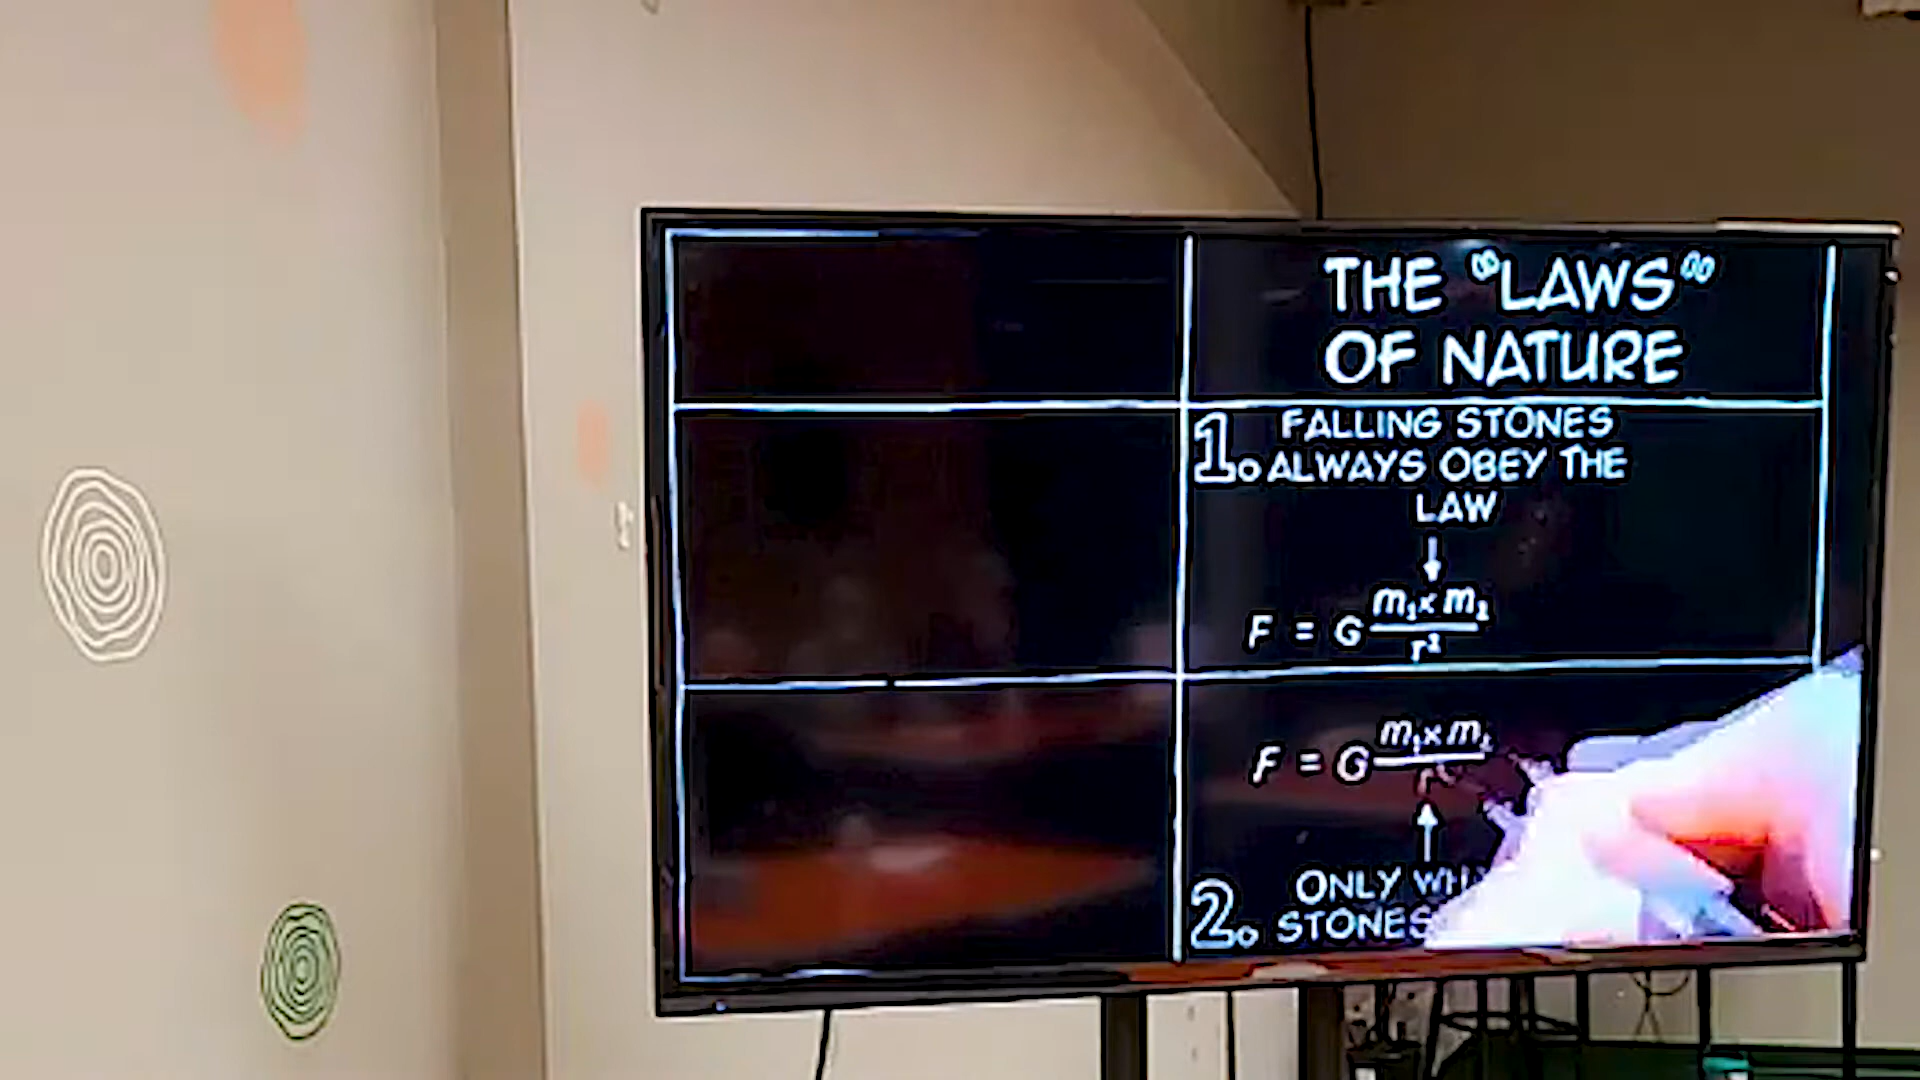 THE "LAWS"
OF NATURE
1. FALLING STONES
ALWAYS OBEY THE
LAW
F = G m₁ x m₂ / r²
F = G m₁ x m₂ / r
2. ONLY
STONES